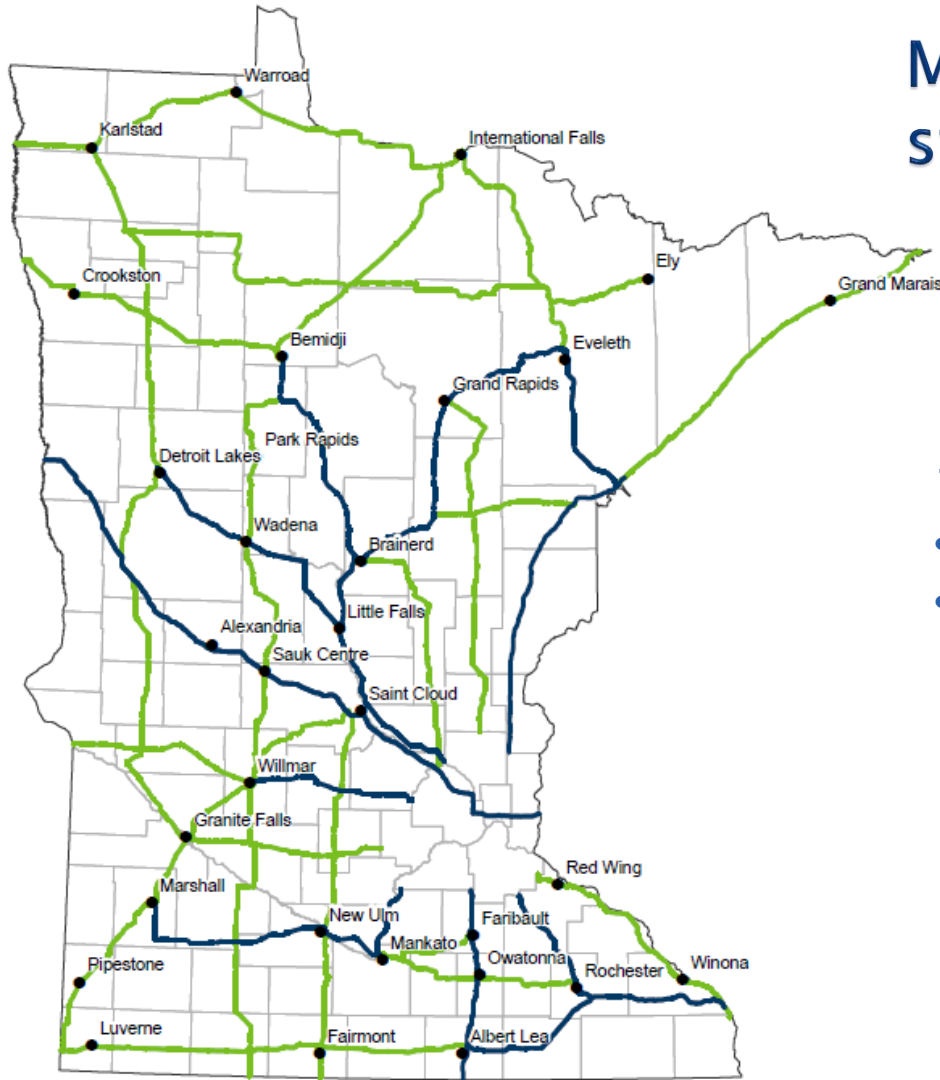 M
s
Warroad
Karlstad
International Falls
Ely
Crookston
Grand Marais
Bemidji
Eveleth
Grand Rapids
Park Rapids
Detroit Lakes
Wadena
Brainerd
Little Falls
Alexandria
Sauk Centre
Saint Cloud
Willmar
Granite Falls
Red Wing
Marshall
New Ulm
Faribault
Mankato
Owatonna
Pipestone
Rochester
Winona
Luverne
Fairmont
Albert Lea